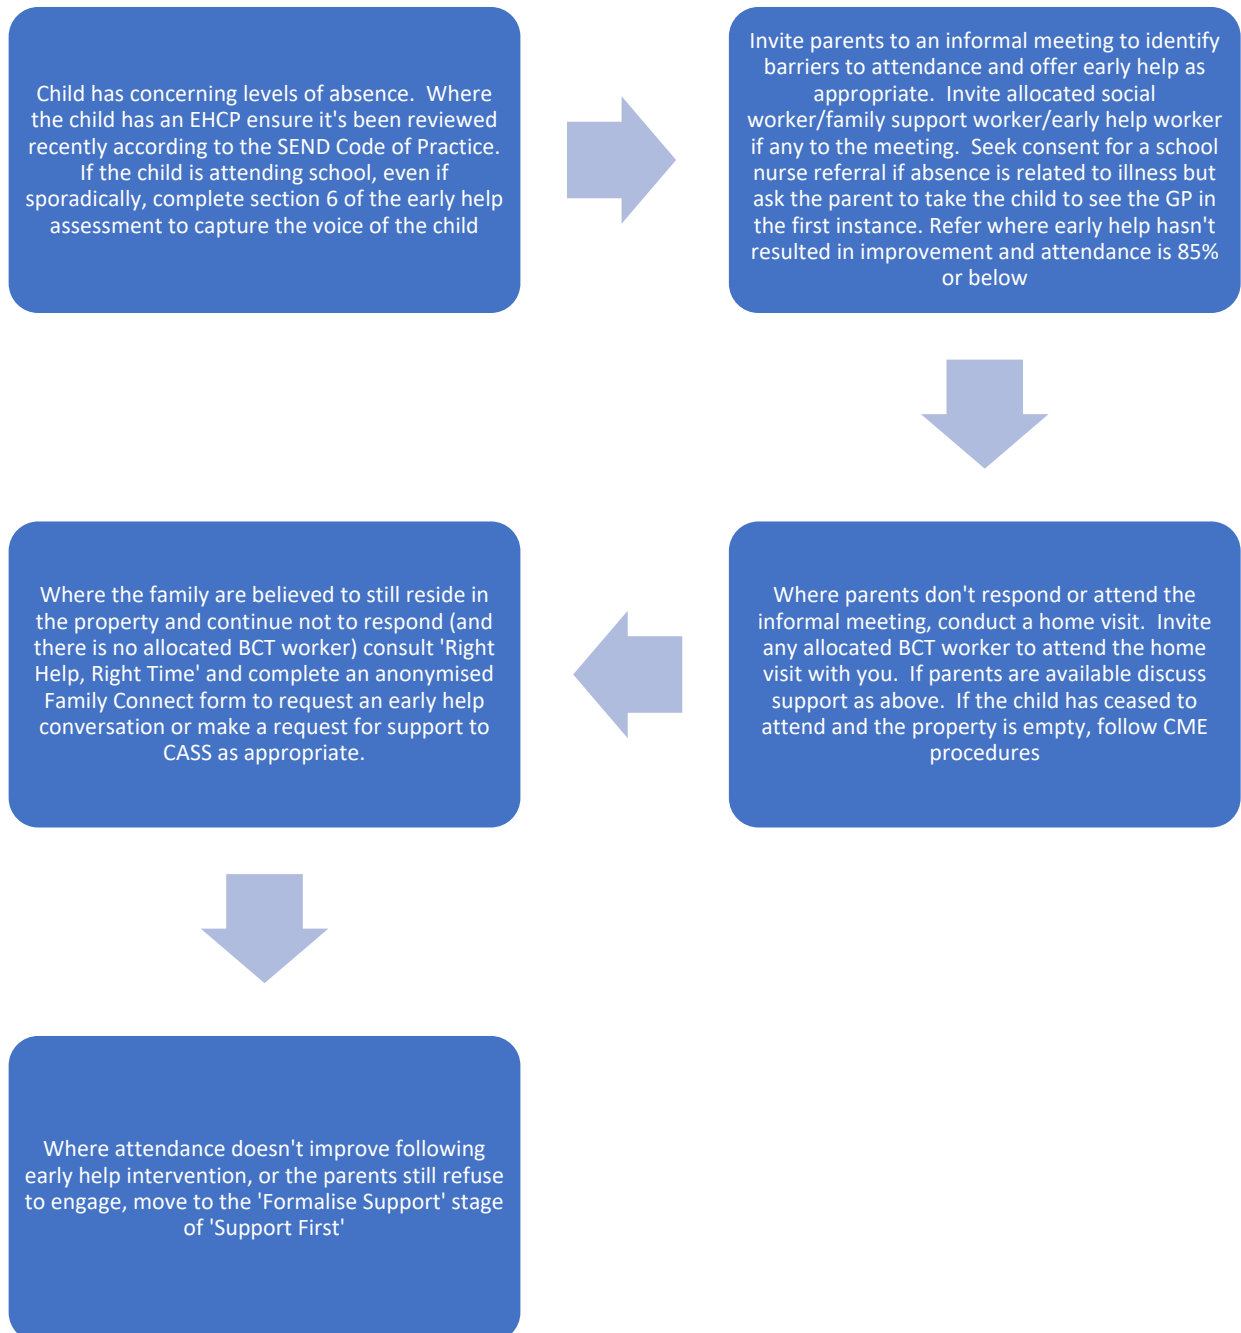 Child has concerning levels of absence.  Where
the child has an EHCP ensure it's been reviewed
recently according to the SEND Code of Practice.
If the child is attending school, even if
sporadically, complete section 6 of the early help
assessment to capture the voice of the child
Invite parents to an informal meeting to identify
barriers to attendance and offer early help as
appropriate.  Invite allocated social
worker/family support worker/early help worker
if any to the meeting.  Seek consent for a school
nurse referral if absence is related to illness but
ask the parent to take the child to see the GP in
the first instance. Refer where early help hasn't
resulted in improvement and attendance is 85%
or below
Where parents don't respond or attend the
informal meeting, conduct a home visit.  Invite
any allocated BCT worker to attend the home
visit with you.  If parents are available discuss
support as above.  If the child has ceased to
attend and the property is empty, follow CME
procedures
Where the family are believed to still reside in
the property and continue not to respond (and
there is no allocated BCT worker) consult 'Right
Help, Right Time' and complete an anonymised
Family Connect form to request an early help
conversation or make a request for support to
CASS as appropriate.
Where attendance doesn't improve following
early help intervention, or the parents still refuse
to engage, move to the 'Formalise Support' stage
of 'Support First'